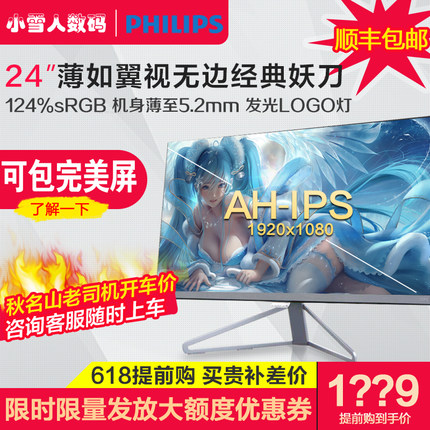 小雪人数码 PHILIPS
顺丰包邮
24"薄如翼视无边经典妖刀
124%sRGB 机身薄至5.2mm 发光LOGO灯
可包完美屏
了解一下
AH-IPS
1920x1080
秋名山老司机开车价
咨询客服随时上车
618提前购 买贵补差价
1??9
限时限量发放大额度优惠券
提前购到手价